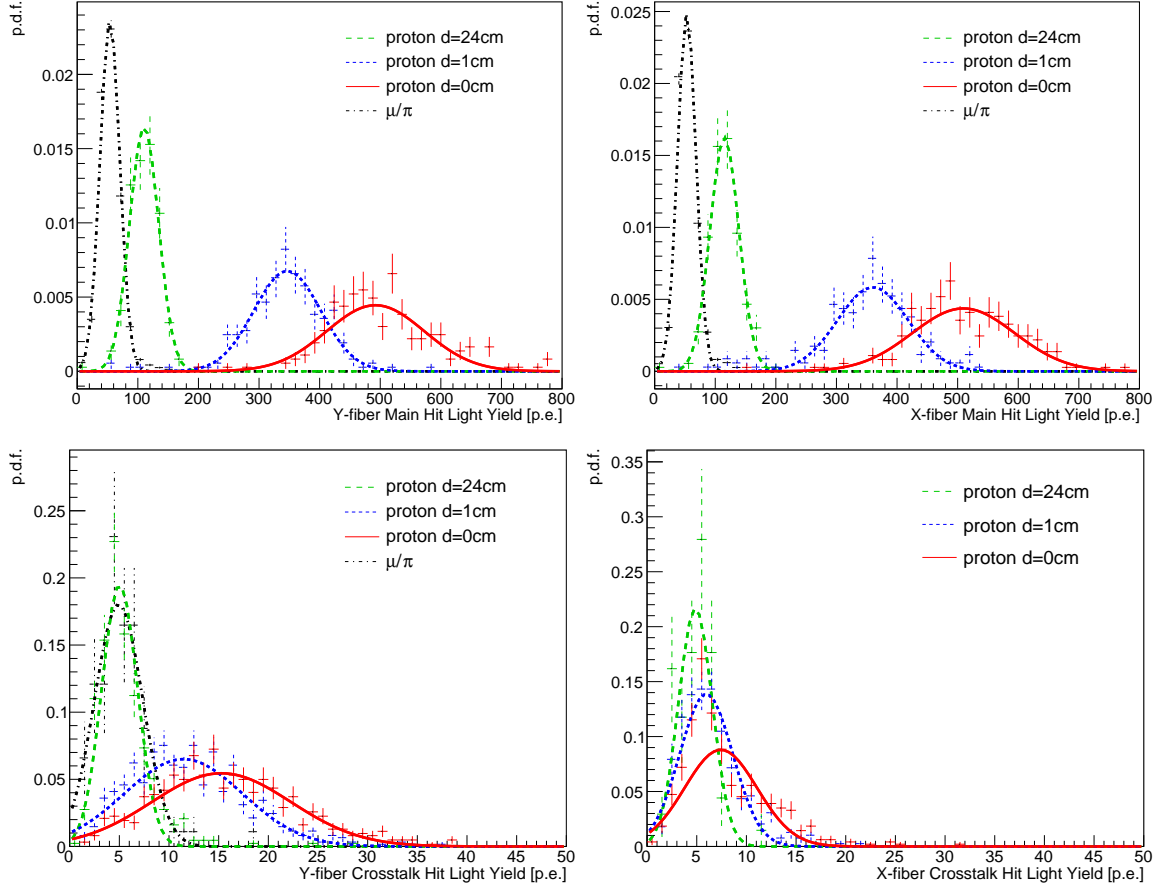 p.d.f.
proton d=24cm
proton d=1cm
proton d=0cm
μ/π
0.02
0.015
0.01
0.005
0
0 100 200 300 400 500 600 700 800
Y-fiber Main Hit Light Yield [p.e.]
p.d.f.
proton d=24cm
proton d=1cm
proton d=0cm
μ/π
0.025
0.02
0.015
0.01
0.005
0
0 100 200 300 400 500 600 700 800
X-fiber Main Hit Light Yield [p.e.]
p.d.f.
proton d=24cm
proton d=1cm
proton d=0cm
μ/π
0.25
0.2
0.15
0.1
0.05
0
0 5 10 15 20 25 30 35 40 45 50
Y-fiber Crosstalk Hit Light Yield [p.e.]
p.d.f.
proton d=24cm
proton d=1cm
proton d=0cm
0.35
0.3
0.25
0.2
0.15
0.1
0.05
0
0 5 10 15 20 25 30 35 40 45 50
X-fiber Crosstalk Hit Light Yield [p.e.]